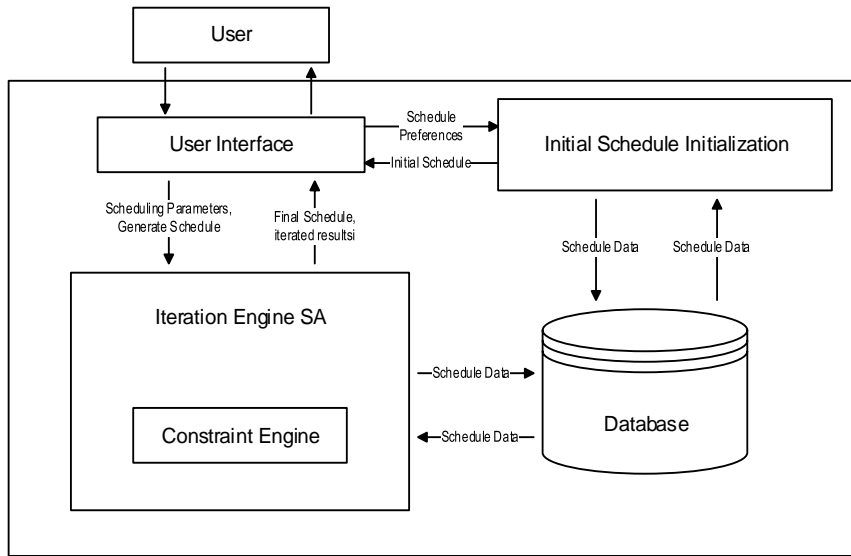 User
User Interface
Schedule
Preferences
Initial Schedule
Initial Schedule Initialization
Scheduling Parameters,
Generate Schedule
Final Schedule,
iterated resultsi
Schedule Data
Schedule Data
Iteration Engine SA
Schedule Data
Constraint Engine
Schedule Data
Database